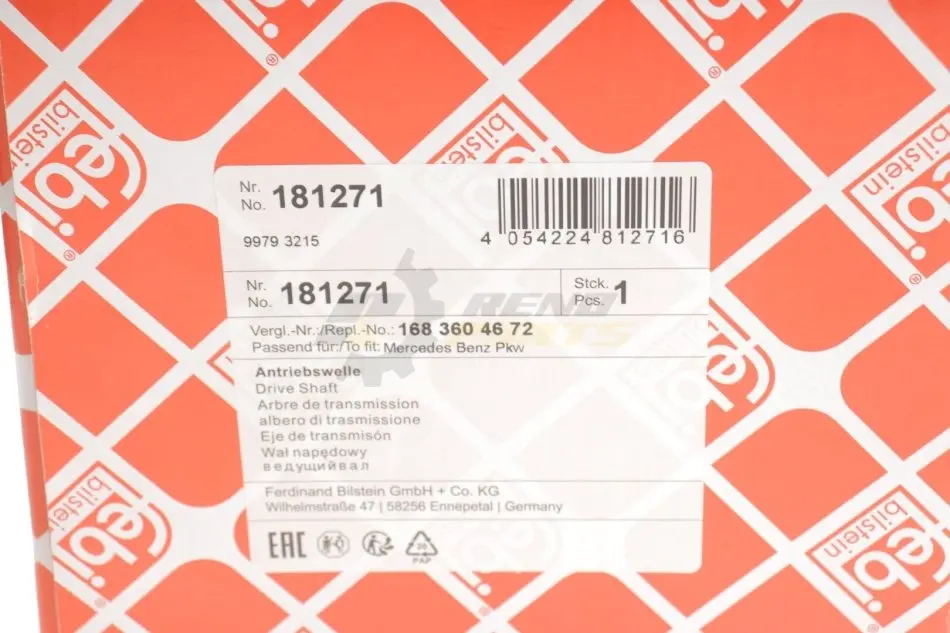 febi
bilstein
Nr.
No. 181271
9979 3215
4 054224 812716
Nr.
No. 181271
Stck.
Pcs. 1
Vergl.-Nr.:/Repl.-No.: 168 360 46 72
Passend für:/To fit: Mercedes Benz Pkw
Antriebswelle
Drive Shaft
Arbre de transmission
albero di trasmissione
Eje de transmisón
Wał napędowy
ведущийвал
Ferdinand Bilstein GmbH + Co. KG
Wilhelmstraße 47 | 58256 Ennepetal | Germany
EAC
PAP